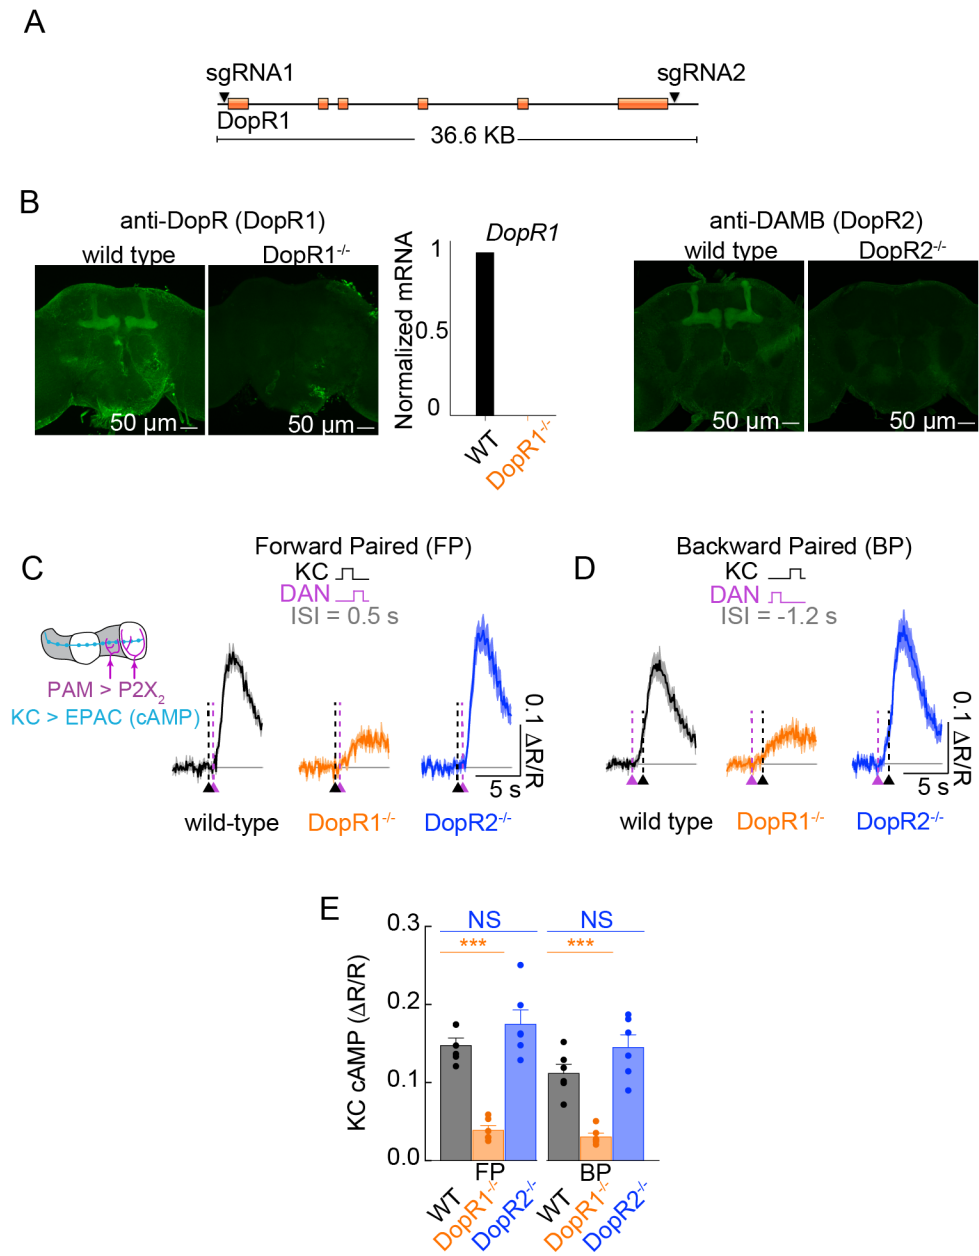 A
sgRNA1
sgRNA2
DopR1
36.6 KB
B
anti-DopR (DopR1)
wild type
DopR1-/-
50 µm
50 µm
DopR1
Normalized mRNA
1
0.5
0
WT
DopR1-/-
anti-DAMB (DopR2)
wild type
DopR2-/-
50 µm
50 µm
C
Forward Paired (FP)
KC
DAN
ISI = 0.5 s
PAM > P2X2
KC > EPAC (cAMP)
0.1 ΔR/R
5 s
wild-type
DopR1-/-
DopR2-/-
D
Backward Paired (BP)
KC
DAN
ISI = -1.2 s
0.1 ΔR/R
5 s
wild type
DopR1-/-
DopR2-/-
E
KC cAMP (ΔR/R)
0.3
0.2
0.1
0.0
NS
NS
***
***
FP
BP
WT
DopR1-/-
DopR2-/-
WT
DopR1-/-
DopR2-/-